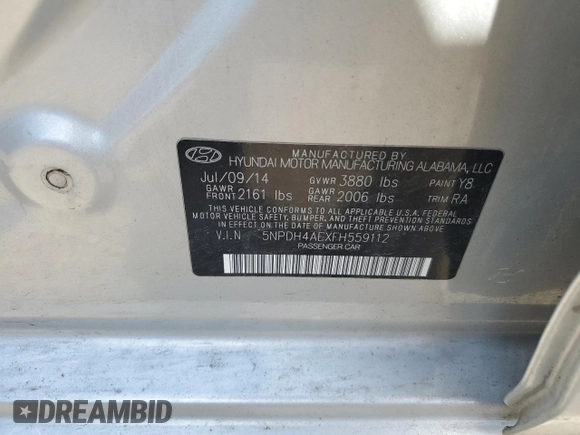 MANUFACTURED BY
HYUNDAI MOTOR MANUFACTURING ALABAMA, LLC
Jul/09/14 GVWR 3880 lbs PAINT Y8
GAWR FRONT 2161 lbs GAWR REAR 2006 lbs TRIM RA
THIS VEHICLE CONFORMS TO ALL APPLICABLE U.S.A. FEDERAL
MOTOR VEHICLE SAFETY, BUMPER, AND THEFT PREVENTION STANDARDS
IN EFFECT ON THE DATE OF MANUFACTURE SHOWN ABOVE
V.I.N 5NPDH4AEXFH559112
PASSENGER CAR
DREAMBID